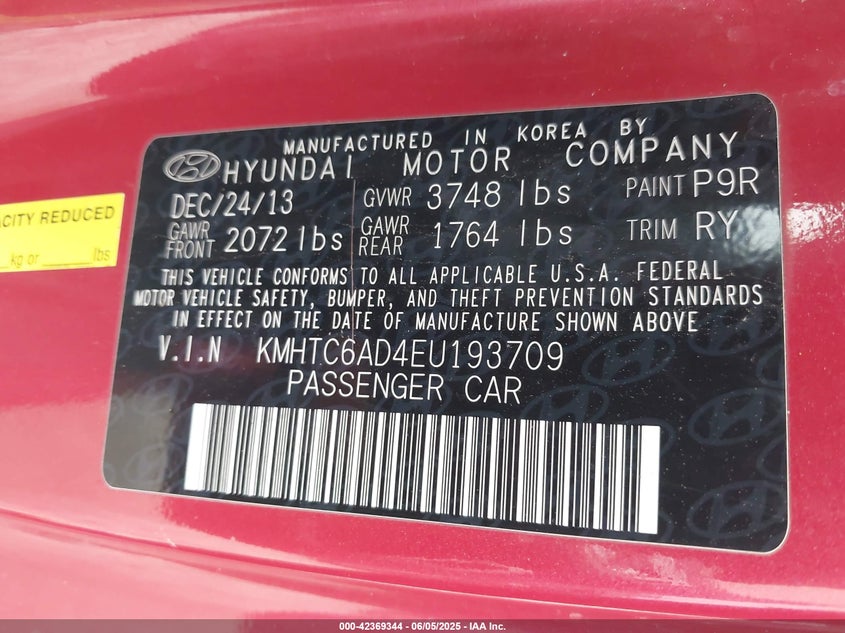 MANUFACTURED IN KOREA BY
HYUNDAI MOTOR COMPANY
DEC/24/13 GVWR 3748 lbs PAINT P9R
GAWR FRONT 2072 lbs GAWR REAR 1764 lbs TRIM RY
THIS VEHICLE CONFORMS TO ALL APPLICABLE U.S.A. FEDERAL
MOTOR VEHICLE SAFETY, BUMPER, AND THEFT PREVENTION STANDARDS
IN EFFECT ON THE DATE OF MANUFACTURE SHOWN ABOVE
V.I.N KMHTC6AD4EU193709
PASSENGER CAR
ACITY REDUCED
kg or ____ lbs
000-42369344 - 06/05/2025 - IAA Inc.